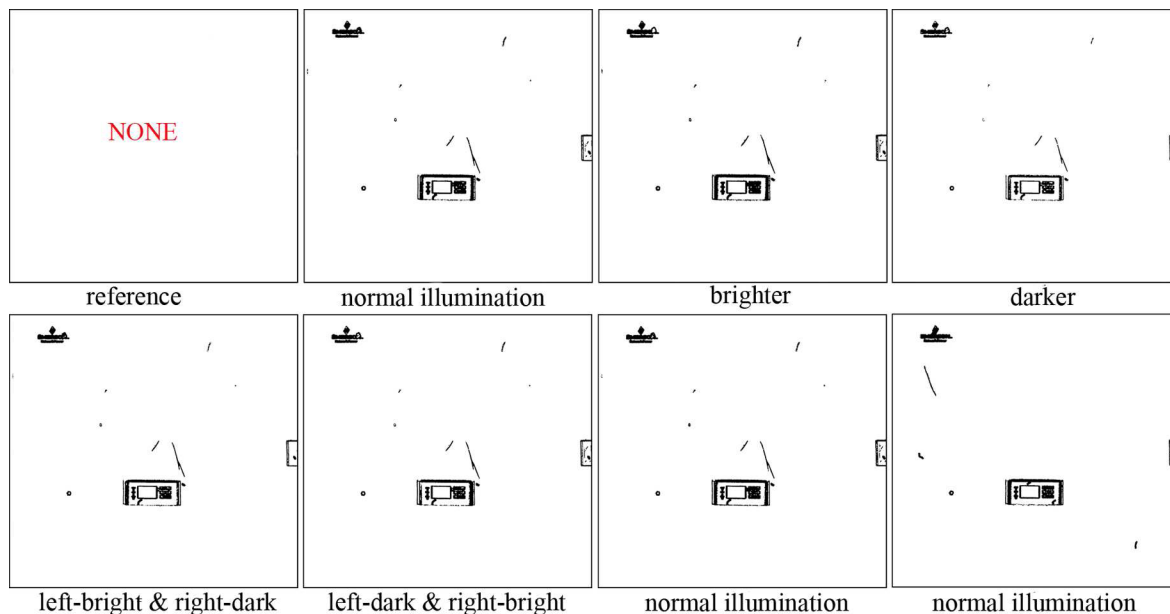 NONE
reference
normal illumination
brighter
darker
left-bright & right-dark
left-dark & right-bright
normal illumination
normal illumination